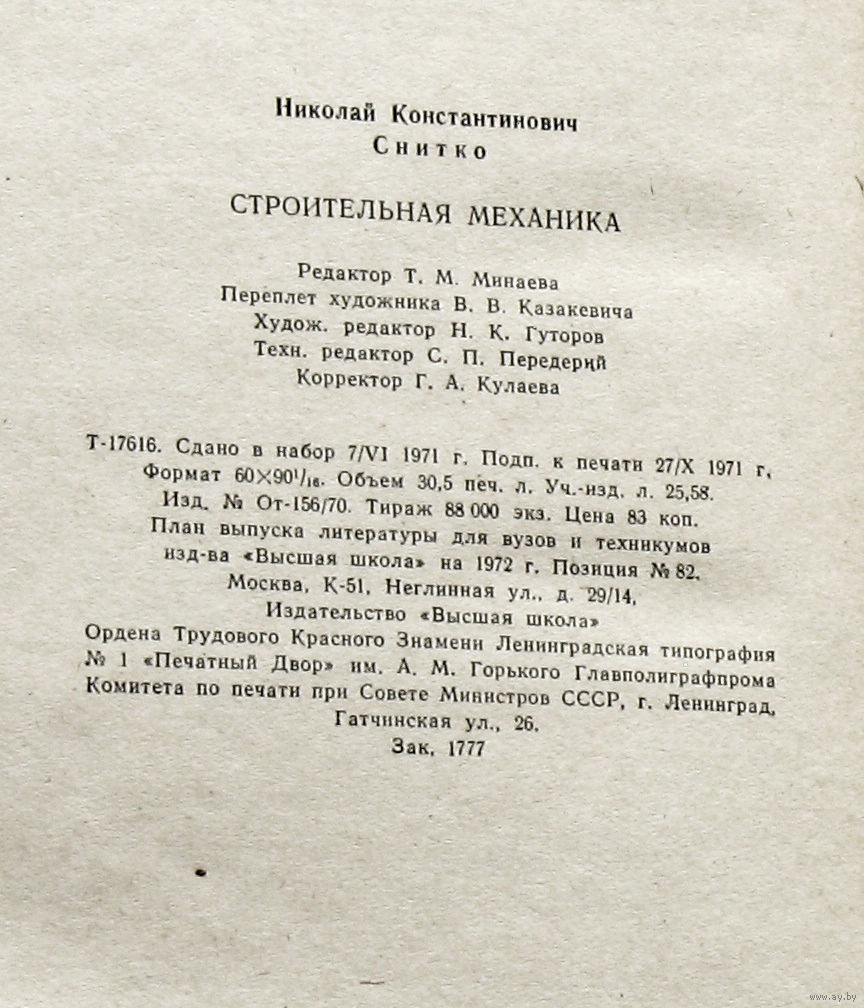 Николай Константинович
Снитко
СТРОИТЕЛЬНАЯ МЕХАНИКА
Редактор Т. М. Минаева
Переплет художника В. В. Казакевича
Худож. редактор Н. К. Гуторов
Техн. редактор С. П. Передерий
Корректор Г. А. Кулаева
Т-17616. Сдано в набор 7/VI 1971 г. Подп. к печати 27/X 1971 г.
Формат 60×90¹/₁₆. Объем 30,5 печ. л. Уч.-изд. л. 25,58.
Изд. № От-156/70. Тираж 88 000 экз. Цена 83 коп.
План выпуска литературы для вузов и техникумов
изд-ва «Высшая школа» на 1972 г. Позиция № 82.
Москва, К-51, Неглинная ул., д. 29/14,
Издательство «Высшая школа»
Ордена Трудового Красного Знамени Ленинградская типография
№ 1 «Печатный Двор» им. А. М. Горького Главполиграфпрома
Комитета по печати при Совете Министров СССР, г. Ленинград,
Гатчинская ул., 26.
Зак. 1777
www.ay.by